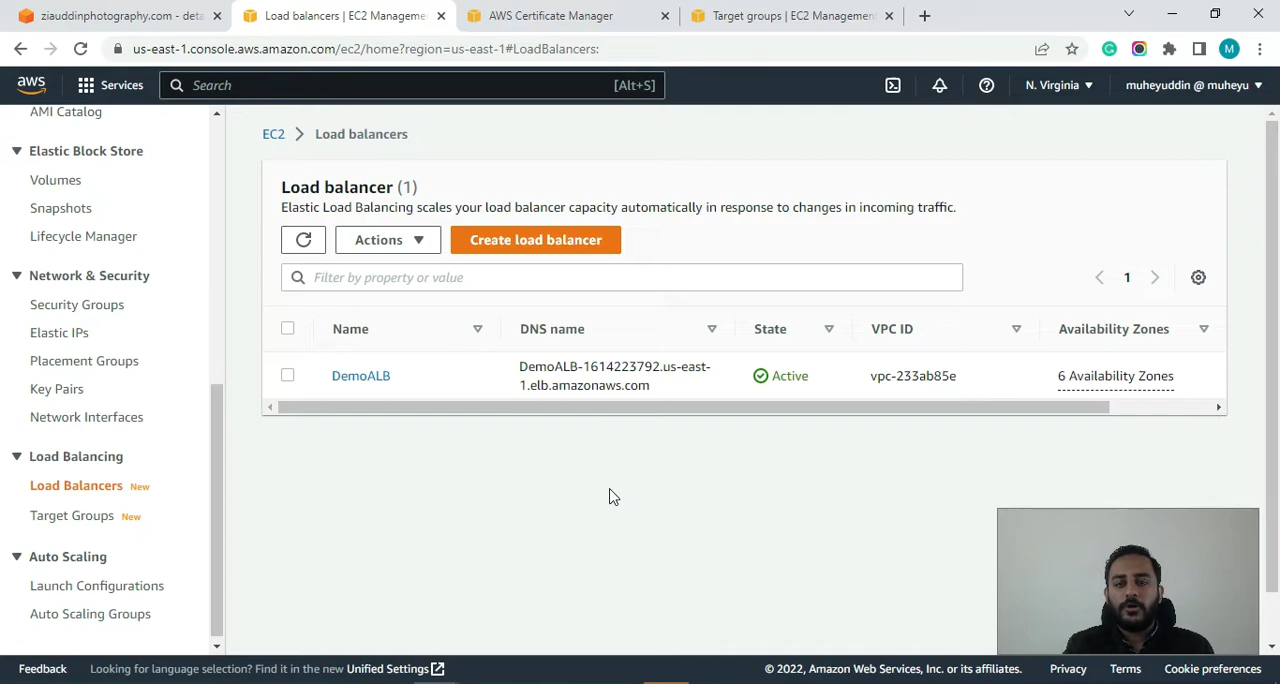 ziauddinphotography.com - deta
Load balancers | EC2 Manageme
AWS Certificate Manager
Target groups | EC2 Management
us-east-1.console.aws.amazon.com/ec2/home?region=us-east-1#LoadBalancers:
M
aws
Services
Search
[Alt+S]
N. Virginia
muheyuddin @ muheyu
AMI Catalog
Elastic Block Store
Volumes
Snapshots
Lifecycle Manager
Network & Security
Security Groups
Elastic IPs
Placement Groups
Key Pairs
Network Interfaces
Load Balancing
Load Balancers New
Target Groups New
Auto Scaling
Launch Configurations
Auto Scaling Groups
EC2 Load balancers
Load balancer (1)
Elastic Load Balancing scales your load balancer capacity automatically in response to changes in incoming traffic.
Actions
Create load balancer
Filter by property or value
1
Name DNS name State VPC ID Availability Zones
DemoALB DemoALB-1614223792.us-east-
1.elb.amazonaws.com Active vpc-233ab85e 6 Availability Zones
Feedback Looking for language selection? Find it in the new Unified Settings © 2022, Amazon Web Services, Inc. or its affiliates. Privacy Terms Cookie preferences